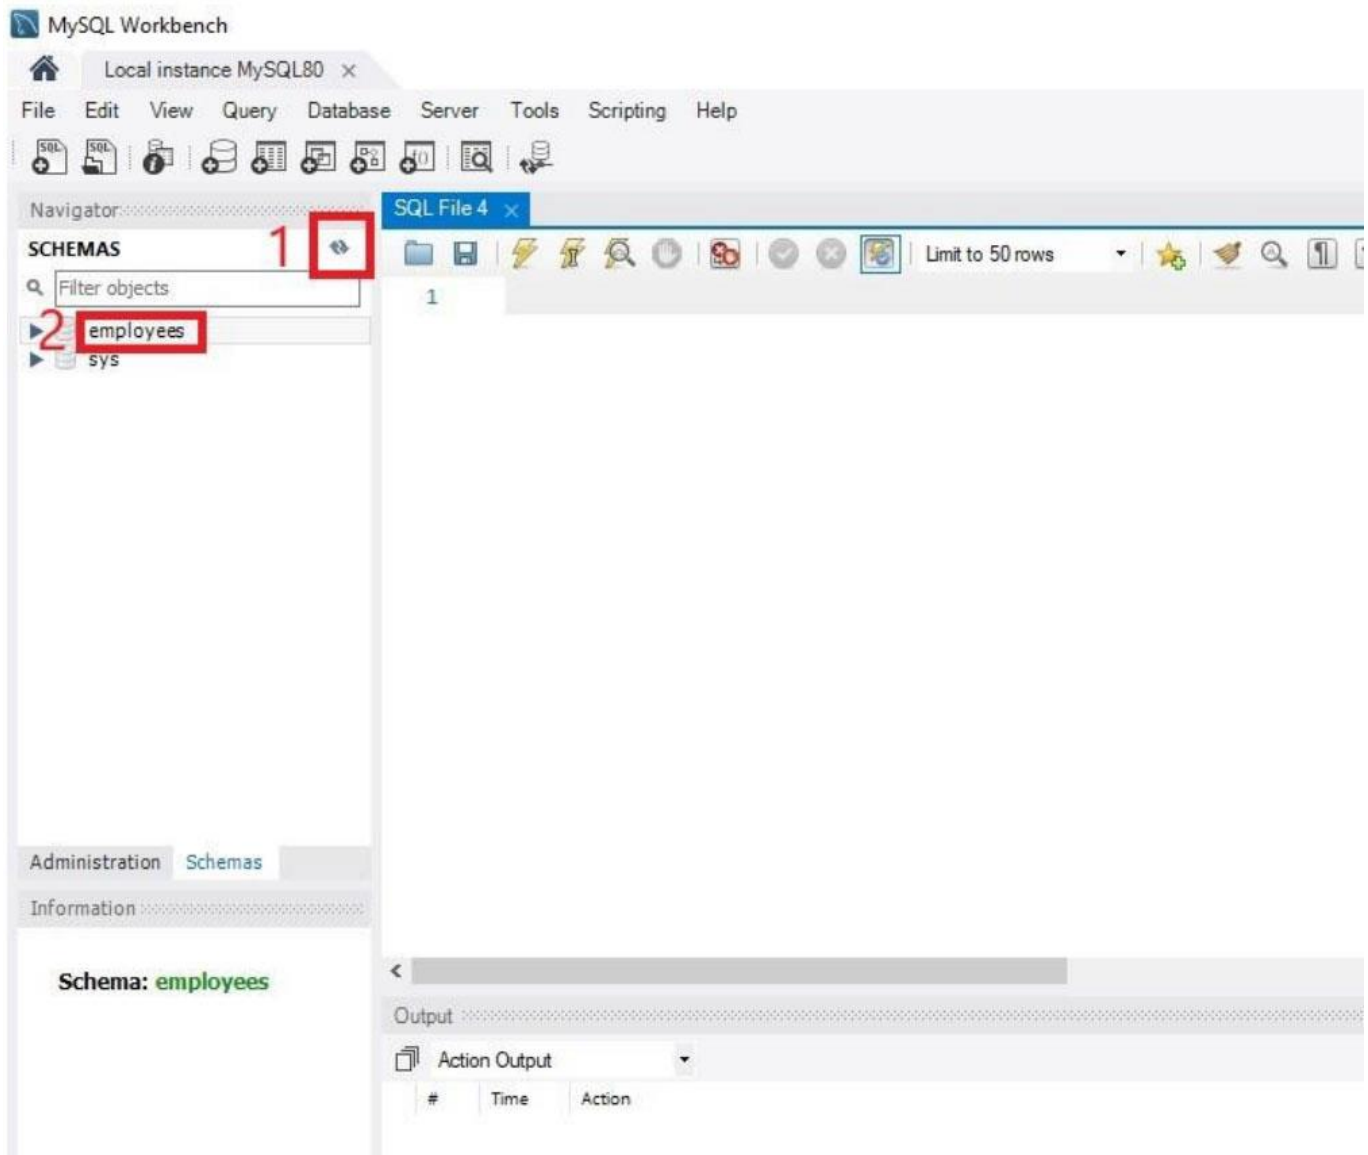 MySQL Workbench
Local instance MySQL80 ×
File Edit View Query Database Server Tools Scripting Help
SQL SQL
Navigator
SQL File 4 ×
SCHEMAS
1
Limit to 50 rows
Filter objects
1
2
employees
sys
Administration Schemas
Information
Schema: employees
Output
Action Output
# Time Action